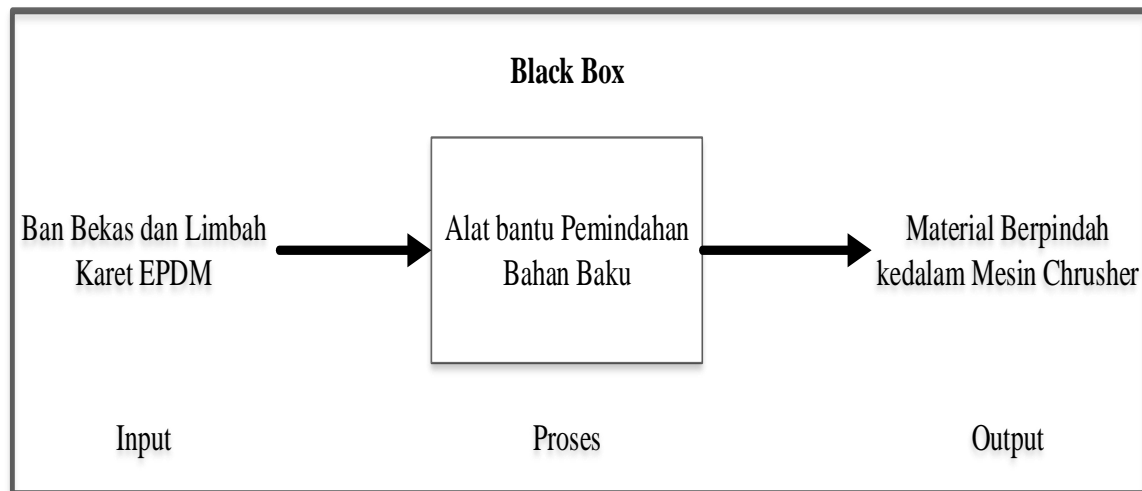 Black Box
Ban Bekas dan Limbah
Karet EPDM
Alat bantu Pemindahan
Bahan Baku
Material Berpindah
kedalam Mesin Chrusher
Input
Proses
Output